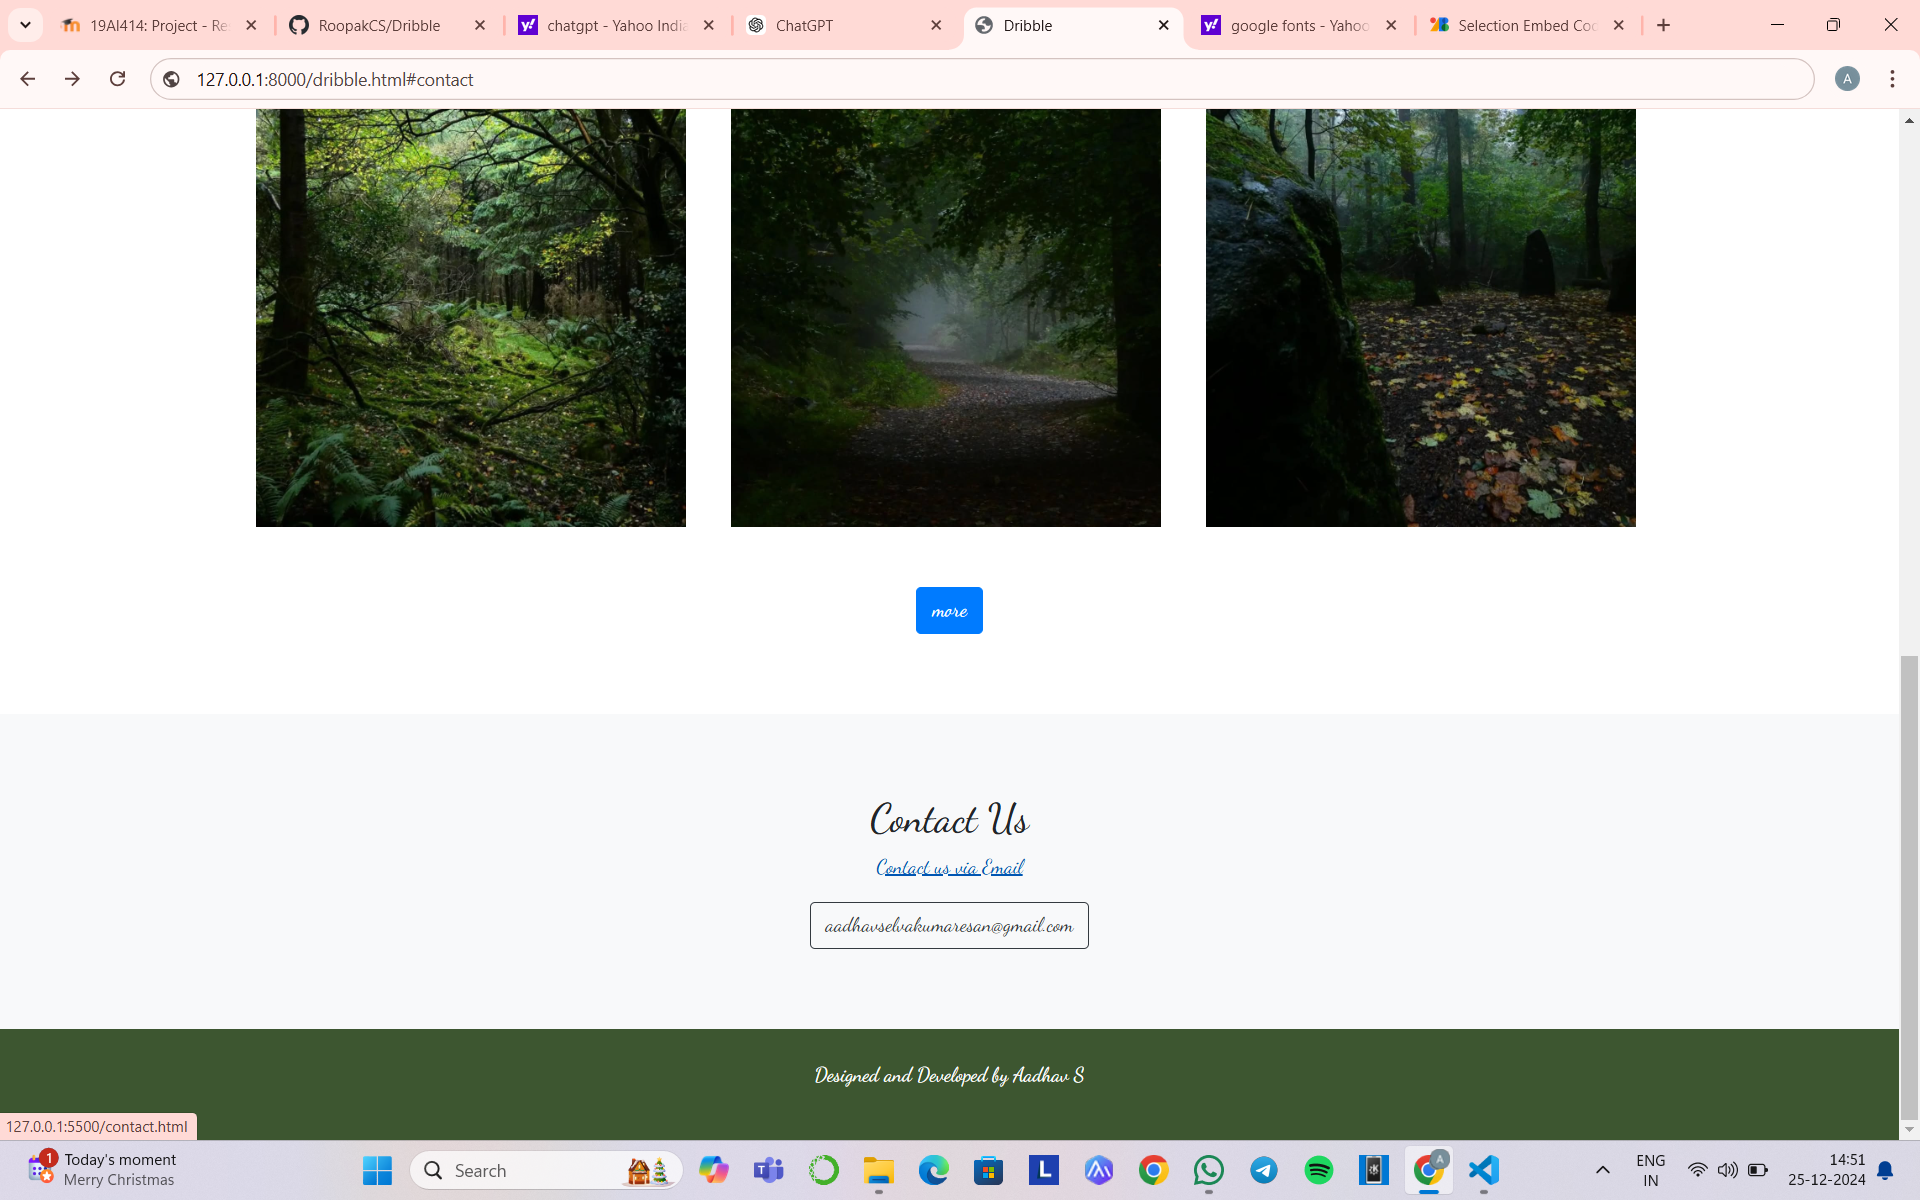 19AI414: Project - Re
RoopakCS/Dribble
chatgpt - Yahoo India
ChatGPT
Dribble
google fonts - Yahoo
Selection Embed Coc
127.0.0.1:8000/dribble.html#contact
A
more
Contact Us
Contact us via Email
aadhavselvakumaresan@gmail.com
Designed and Developed by Aadhav S
127.0.0.1:5500/contact.html
1
Today's moment
Merry Christmas
Search
L
A
ENG
IN
14:51
25-12-2024